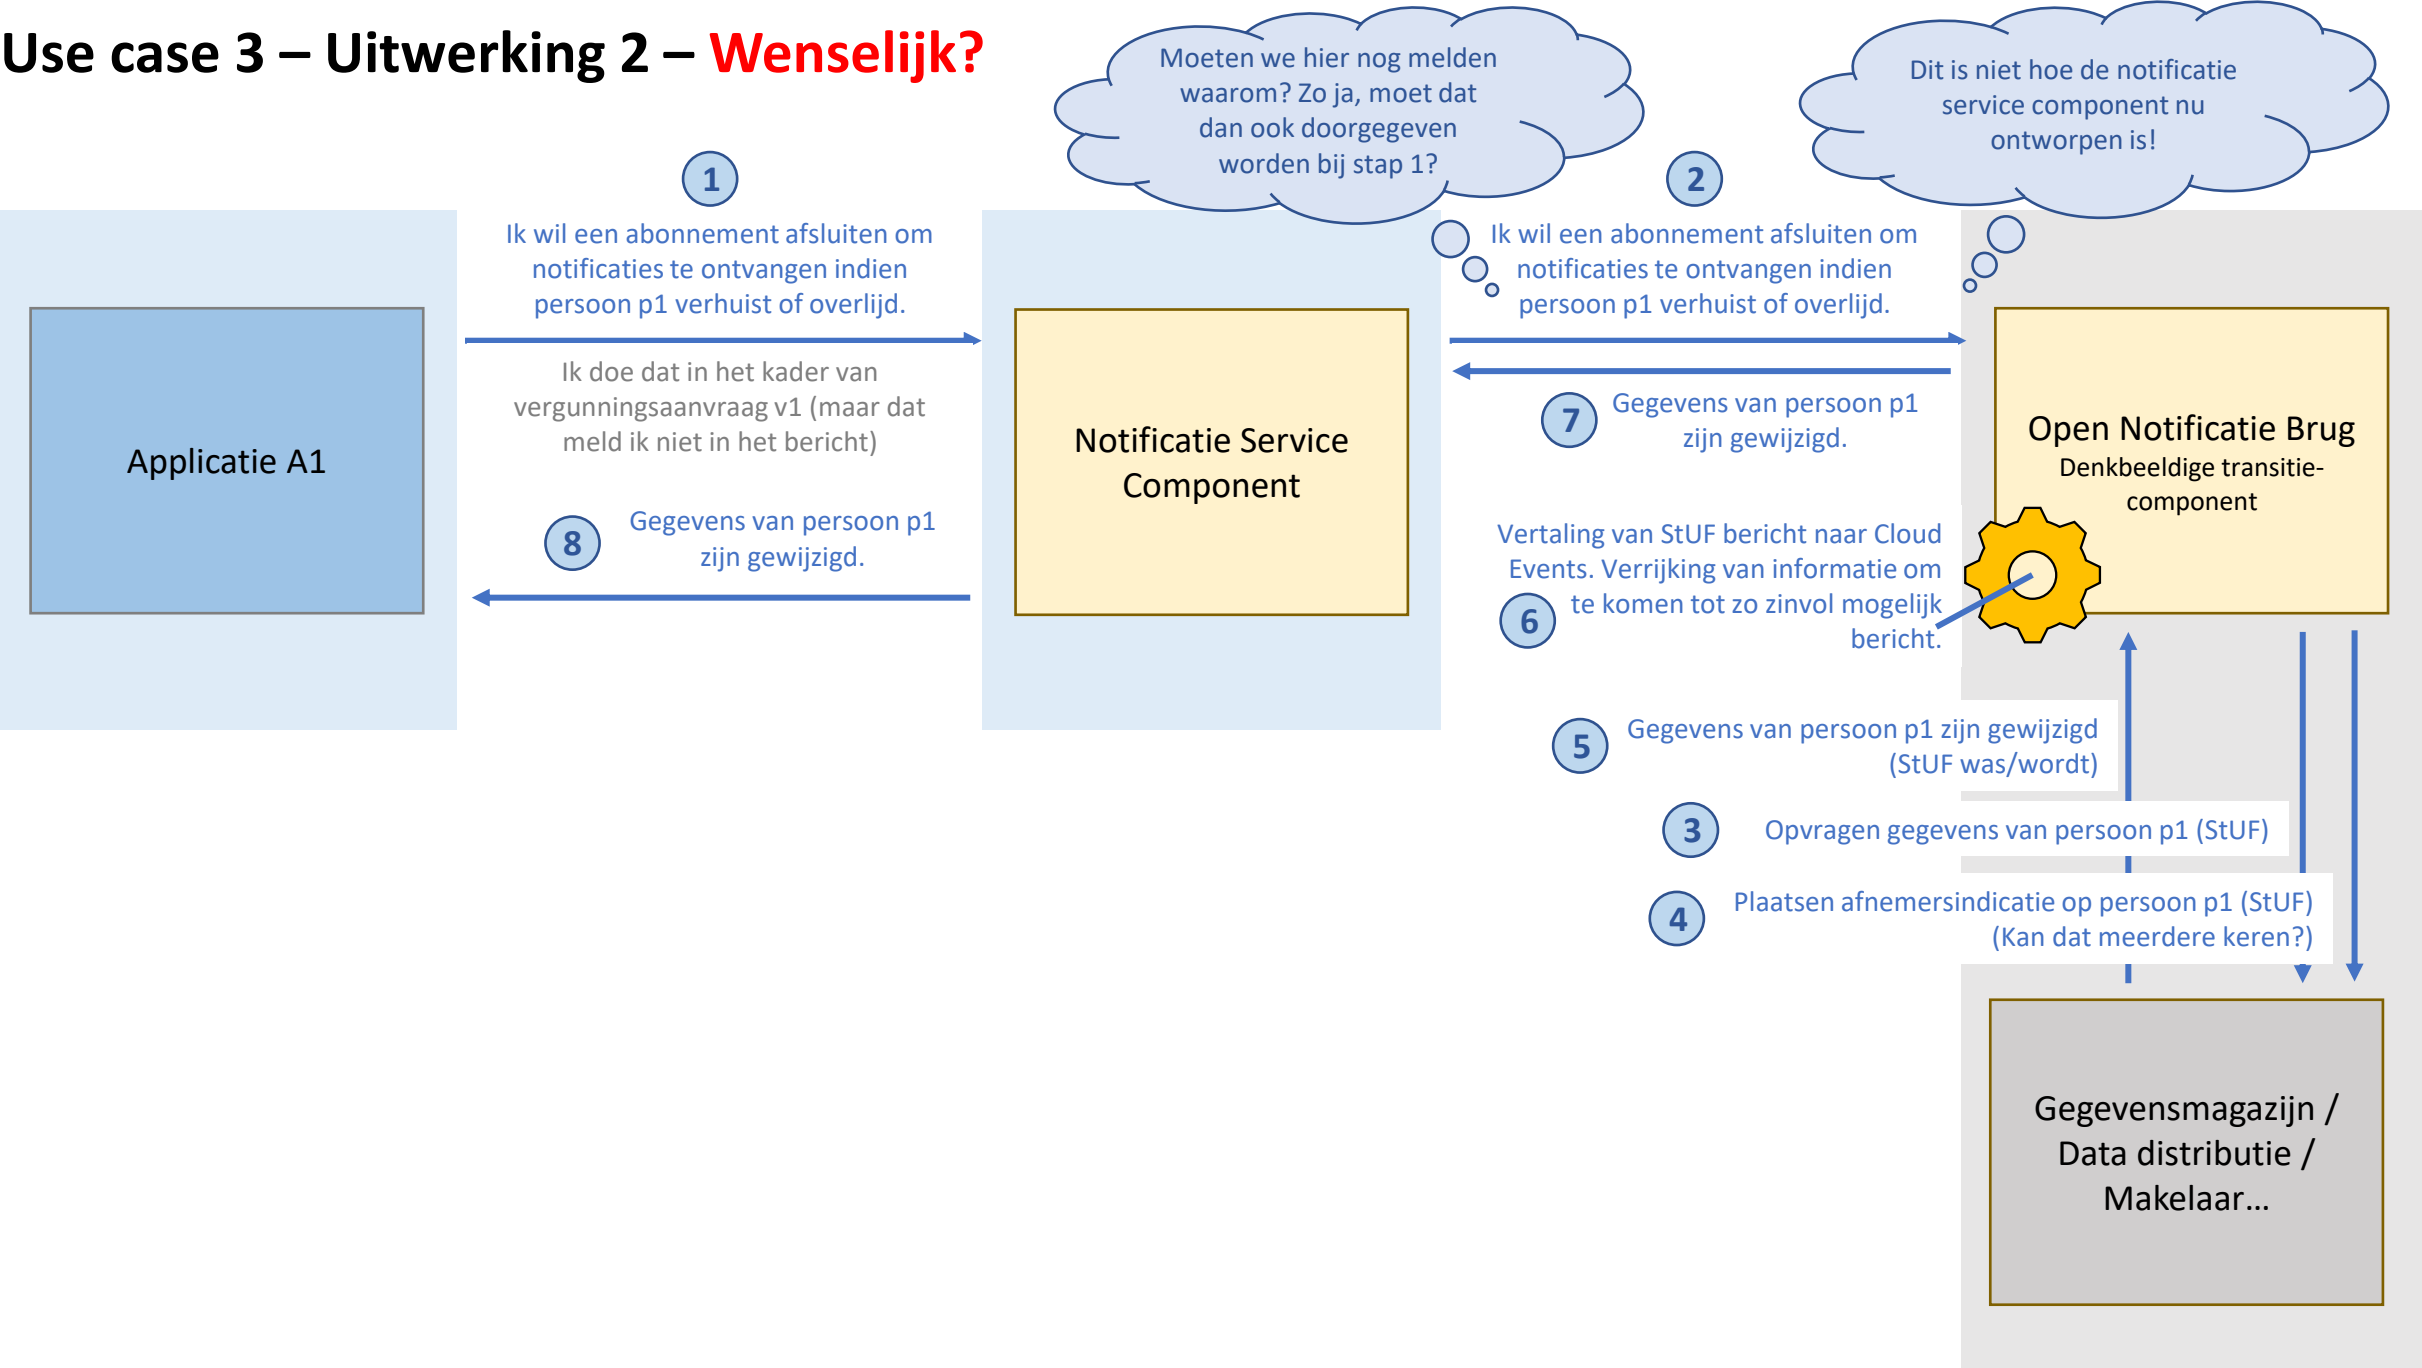 Use case 3 – Uitwerking 2 – Wenselijk?
Moeten we hier nog melden
waarom? Zo ja, moet dat
dan ook doorgegeven
worden bij stap 1?
Dit is niet hoe de notificatie
service component nu
ontworpen is!
1
Ik wil een abonnement afsluiten om
notificaties te ontvangen indien
persoon p1 verhuist of overlijd.
Ik doe dat in het kader van
vergunningsaanvraag v1 (maar dat
meld ik niet in het bericht)
2
Ik wil een abonnement afsluiten om
notificaties te ontvangen indien
persoon p1 verhuist of overlijd.
Applicatie A1
Notificatie Service
Component
Open Notificatie Brug
Denkbeeldige transitie-
component
7
Gegevens van persoon p1
zijn gewijzigd.
8
Gegevens van persoon p1
zijn gewijzigd.
Vertaling van StUF bericht naar Cloud
Events. Verrijking van informatie om
te komen tot zo zinvol mogelijk
bericht.
6
5
Gegevens van persoon p1 zijn gewijzigd
(StUF was/wordt)
3
Opvragen gegevens van persoon p1 (StUF)
4
Plaatsen afnemersindicatie op persoon p1 (StUF)
(Kan dat meerdere keren?)
Gegevensmagazijn /
Data distributie /
Makelaar…